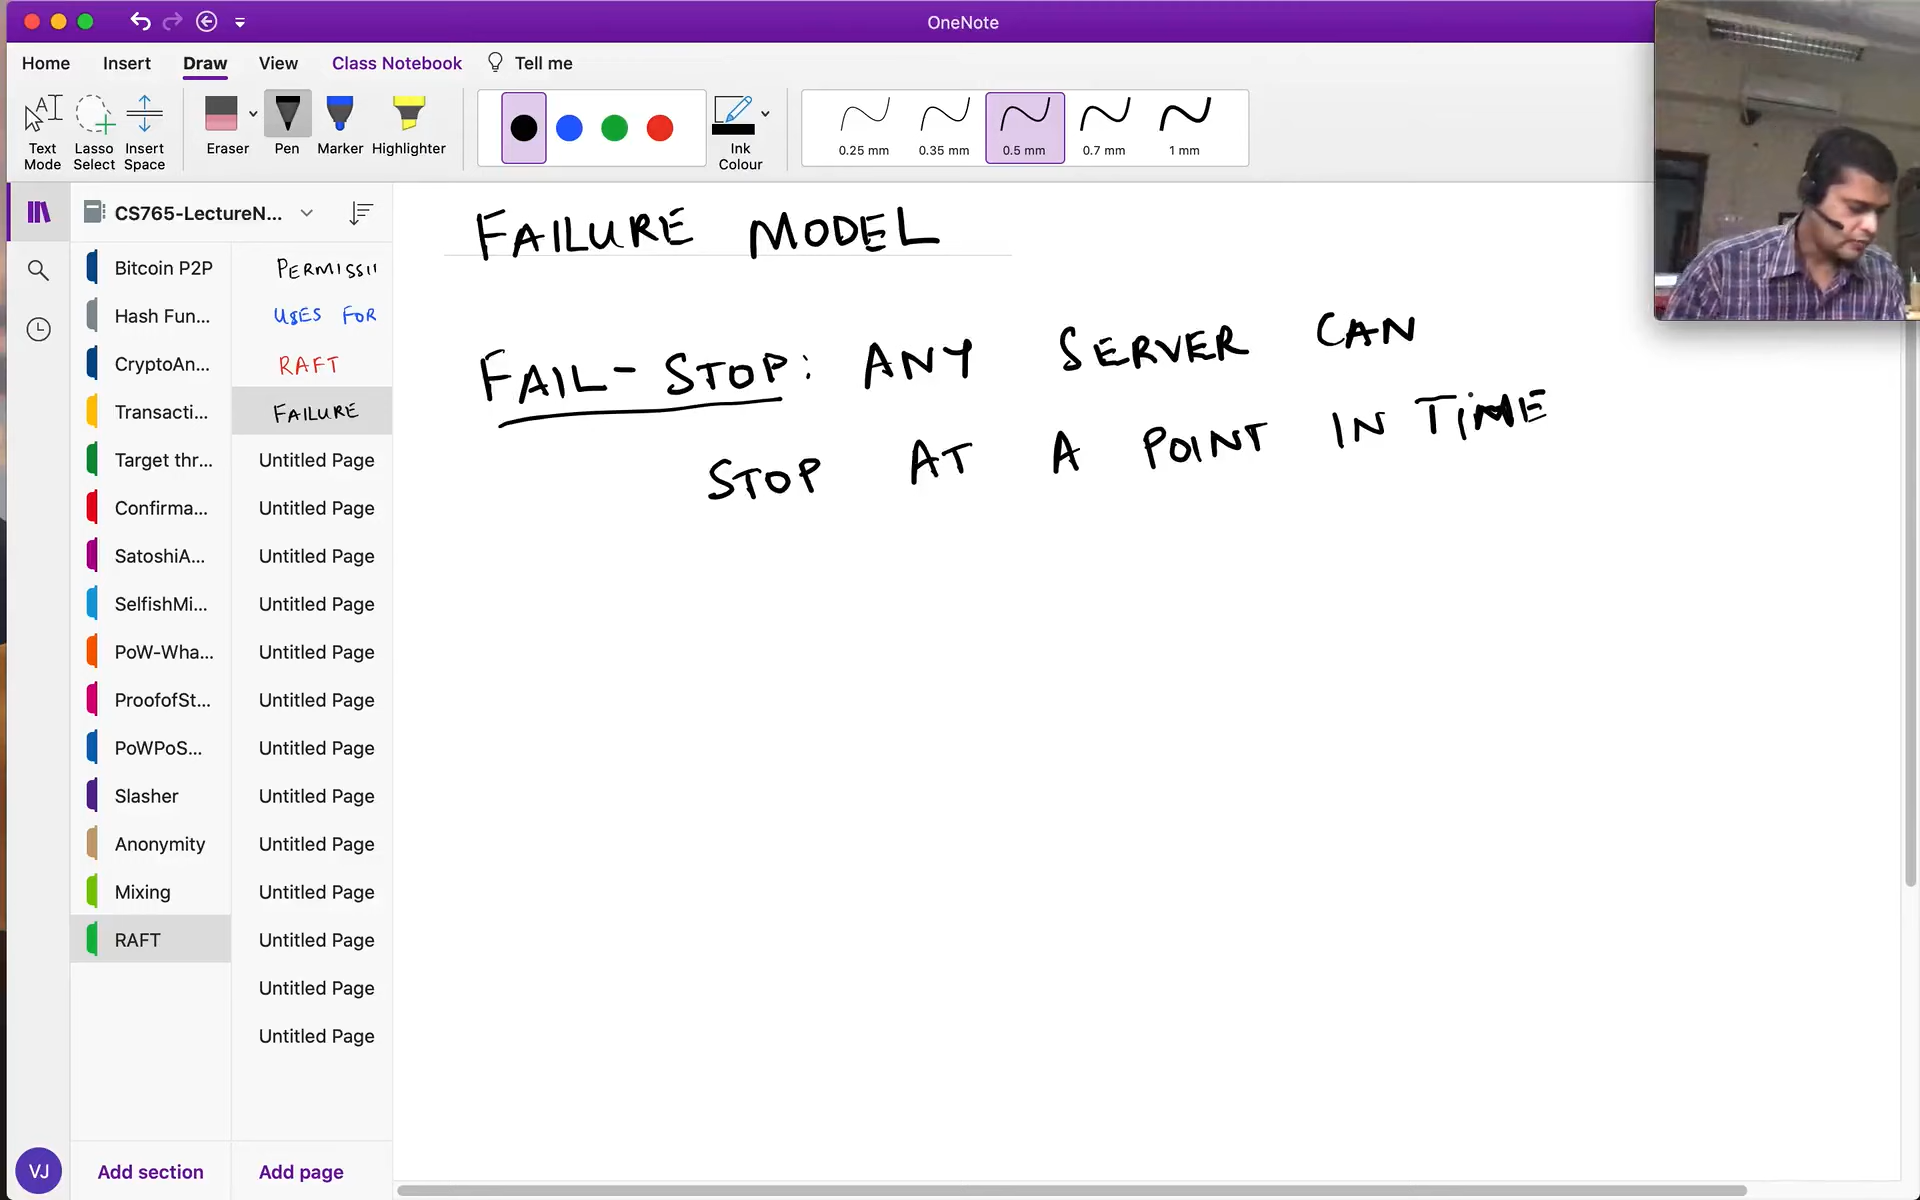 OneNote
Home Insert Draw View Class Notebook Tell me
Text Mode
Lasso Select
Insert Space
Eraser
Pen
Marker
Highlighter
Ink Colour
0.25 mm
0.35 mm
0.5 mm
0.7 mm
1 mm
CS765-LectureN...
Bitcoin P2P
Hash Fun...
CryptoAn...
Transacti...
Target thr...
Confirma...
SatoshiA...
SelfishMi...
PoW-Wha...
ProofofSt...
PoWPoS...
Slasher
Anonymity
Mixing
RAFT
Add section
PERMISSI
USES FOR
RAFT
FAILURE
Untitled Page
Untitled Page
Untitled Page
Untitled Page
Untitled Page
Untitled Page
Untitled Page
Untitled Page
Untitled Page
Untitled Page
Untitled Page
Untitled Page
Untitled Page
Add page
VJ
FAILURE MODEL
FAIL-STOP: ANY SERVER CAN
STOP AT A POINT IN TIME